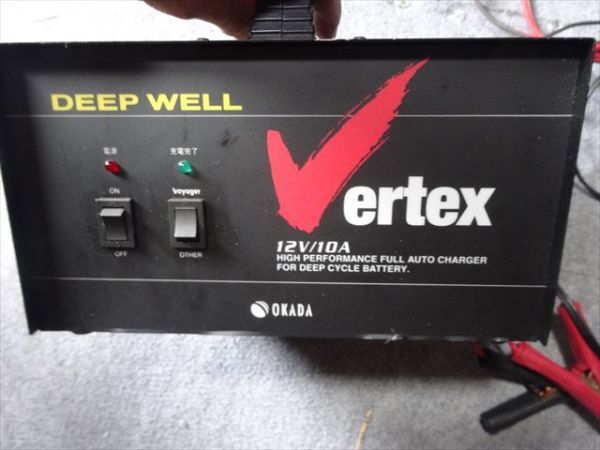 DEEP WELL
電源
充電完了
ON
Voyager
OFF
OTHER
Vertex
12V/10A
HIGH PERFORMANCE FULL AUTO CHARGER
FOR DEEP CYCLE BATTERY.
OKADA